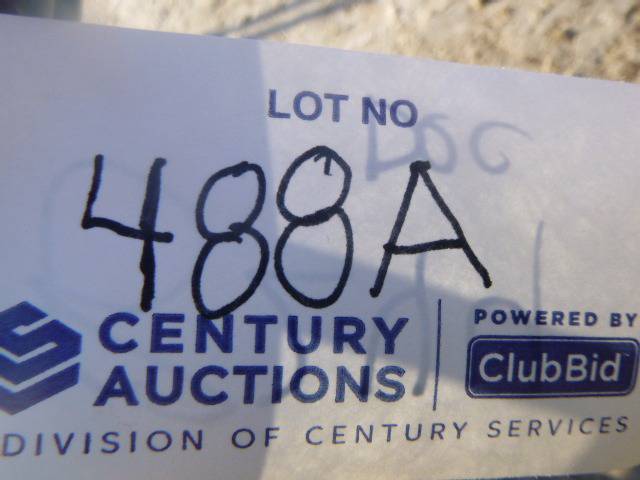 LOT NO
488A
CENTURY
AUCTIONS
POWERED BY
ClubBid
DIVISION OF CENTURY SERVICES